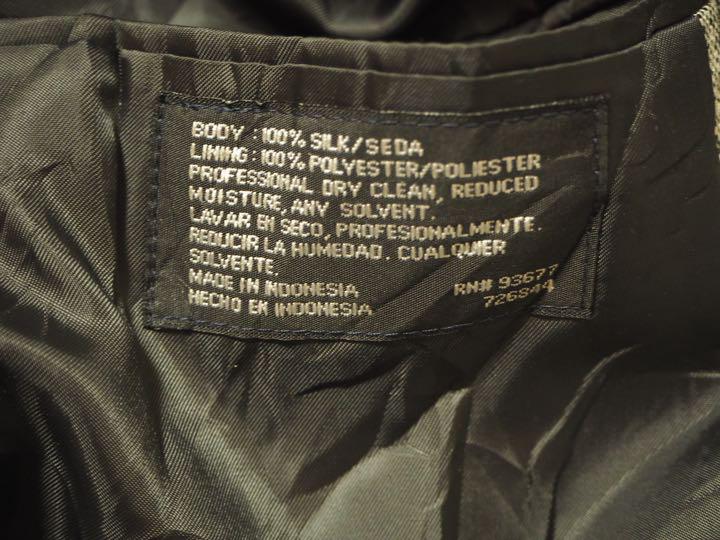 BODY : 100% SILK/SEDA
LINING : 100% POLYESTER/POLIESTER
PROFESSIONAL DRY CLEAN, REDUCED
MOISTURE, ANY SOLVENT.
LAVAR EN SECO, PROFESIONALMENTE.
REDUCIR LA HUMEDAD. CUALQUIER
SOLVENTE.
MADE IN INDONESIA
HECHO EN INDONESIA
RN# 93677
726844